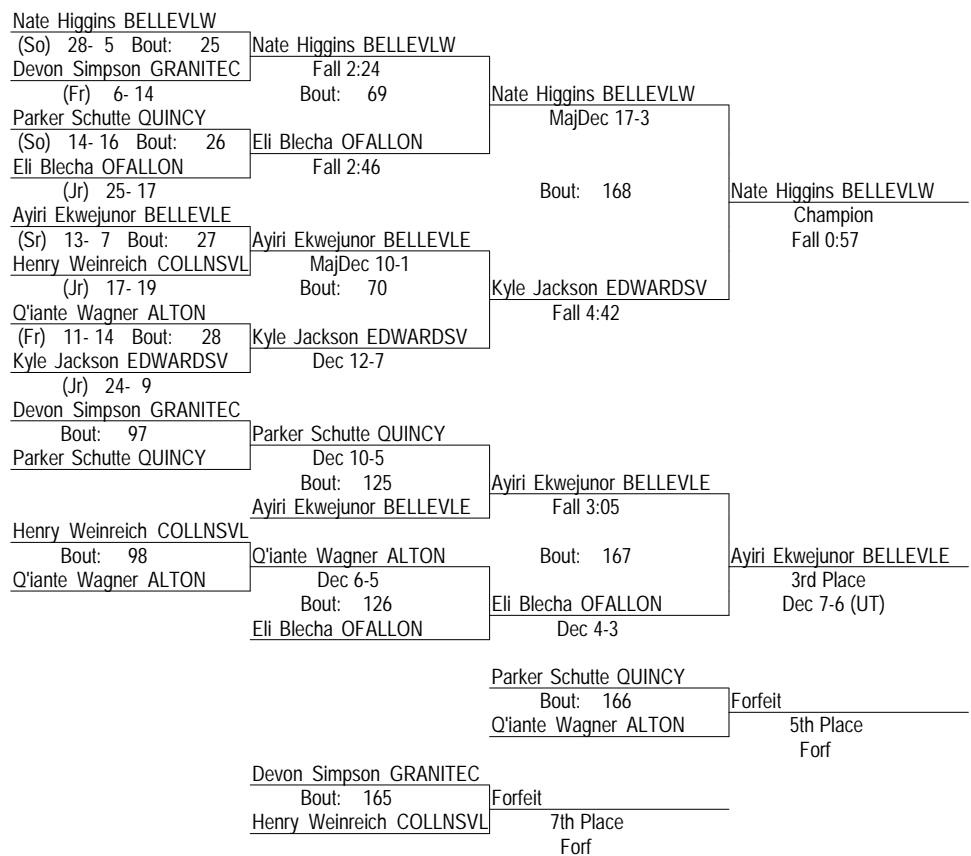 Nate Higgins BELLEVLW
(So) 28- 5 Bout: 25
Nate Higgins BELLEVLW
Devon Simpson GRANITEC
Fall 2:24
(Fr) 6- 14
Bout: 69
Nate Higgins BELLEVLW
Parker Schutte QUINCY
MajDec 17-3
(So) 14- 16 Bout: 26
Eli Blecha OFALLON
Eli Blecha OFALLON
Fall 2:46
(Jr) 25- 17
Bout: 168
Nate Higgins BELLEVLW
Ayiri Ekwejunor BELLEVLE
Champion
(Sr) 13- 7 Bout: 27
Ayiri Ekwejunor BELLEVLE
Fall 0:57
Henry Weinreich COLLNSVL
MajDec 10-1
(Jr) 17- 19
Bout: 70
Kyle Jackson EDWARDSV
Q'iante Wagner ALTON
Fall 4:42
(Fr) 11- 14 Bout: 28
Kyle Jackson EDWARDSV
Kyle Jackson EDWARDSV
Dec 12-7
(Jr) 24- 9
Devon Simpson GRANITEC
Bout: 97
Parker Schutte QUINCY
Parker Schutte QUINCY
Dec 10-5
Bout: 125
Ayiri Ekwejunor BELLEVLE
Ayiri Ekwejunor BELLEVLE
Fall 3:05
Henry Weinreich COLLNSVL
Bout: 98
Q'iante Wagner ALTON
Bout: 167
Ayiri Ekwejunor BELLEVLE
Q'iante Wagner ALTON
Dec 6-5
3rd Place
Bout: 126
Eli Blecha OFALLON
Dec 7-6 (UT)
Eli Blecha OFALLON
Dec 4-3
Parker Schutte QUINCY
Bout: 166
Forfeit
Q'iante Wagner ALTON
5th Place
Forf
Devon Simpson GRANITEC
Bout: 165
Forfeit
Henry Weinreich COLLNSVL
7th Place
Forf